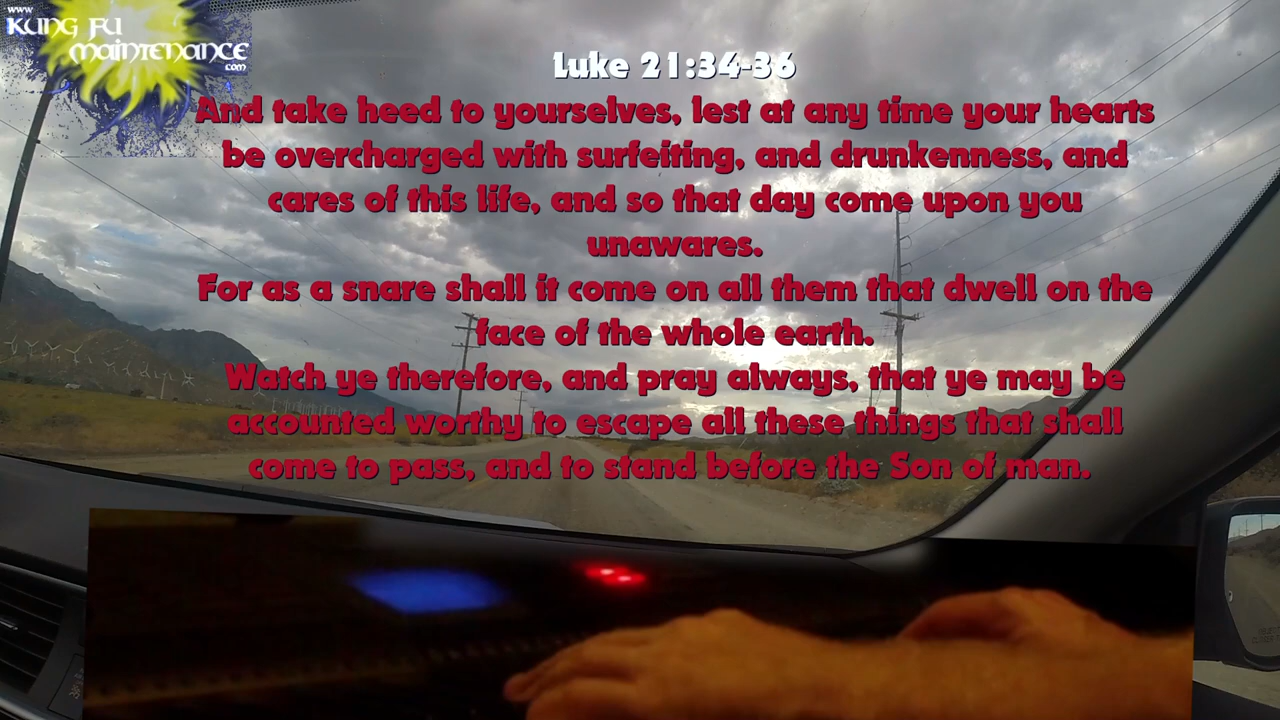 www
Kung Fu
maintenance
com
Luke 21:34-36
And take heed to yourselves, lest at any time your hearts
be overcharged with surfeiting, and drunkenness, and
cares of this life, and so that day come upon you
unawares.
For as a snare shall it come on all them that dwell on the
face of the whole earth.
Watch ye therefore, and pray always, that ye may be
accounted worthy to escape all these things that shall
come to pass, and to stand before the Son of man.